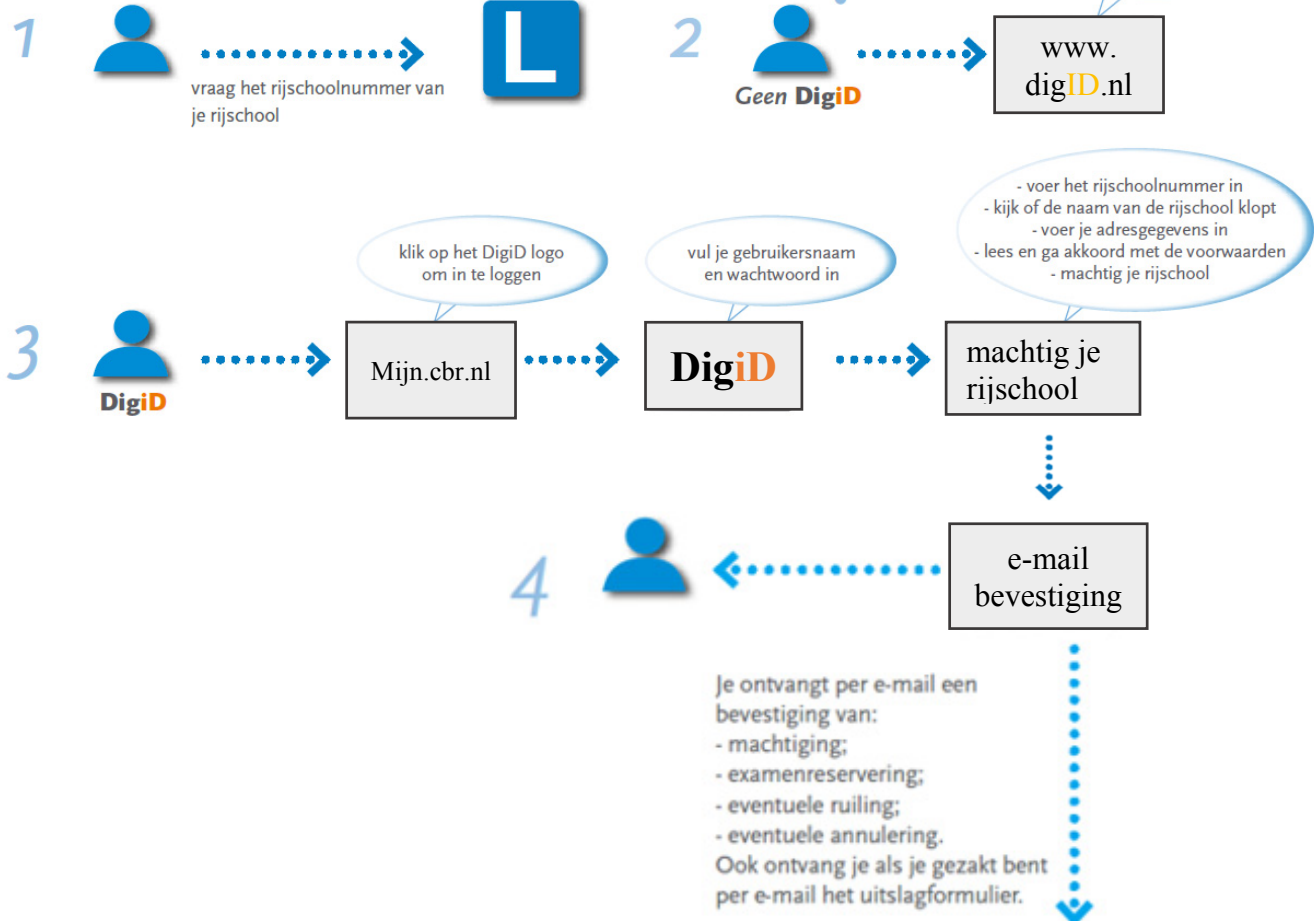 1
vraag het rijschoolnummer van
je rijschool
L
2
Geen DigiD
www.
digID.nl
3
DigiD
klik op het DigiD logo
om in te loggen
Mijn.cbr.nl
vul je gebruikersnaam
en wachtwoord in
DigiD
- voer het rijschoolnummer in
- kijk of de naam van de rijschool klopt
- voer je adresgegevens in
- lees en ga akkoord met de voorwaarden
- machtig je rijschool
machtig je
rijschool
4
e-mail
bevestiging
Je ontvangt per e-mail een
bevestiging van:
- machtiging;
- examenreservering;
- eventuele ruiling;
- eventuele annulering.
Ook ontvang je als je gezakt bent
per e-mail het uitslagformulier.